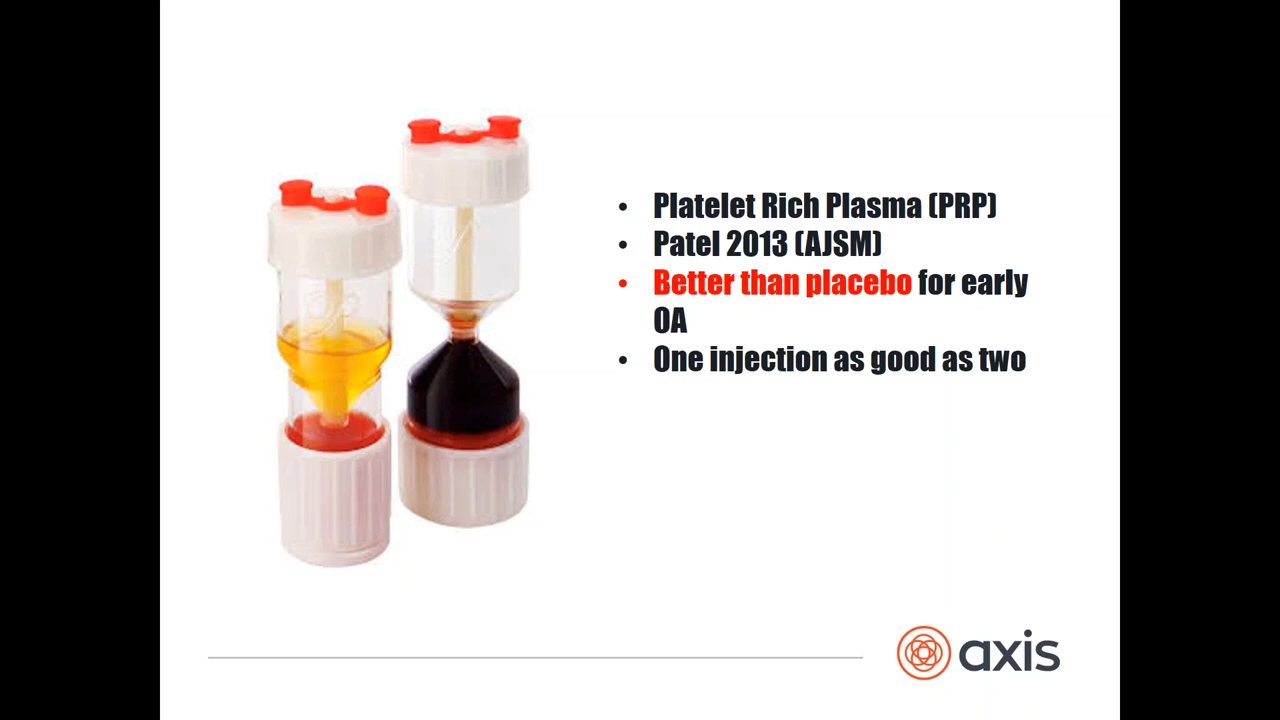 • Platelet Rich Plasma (PRP)
• Patel 2013 (AJSM)
• Better than placebo for early
OA
• One injection as good as two
axis